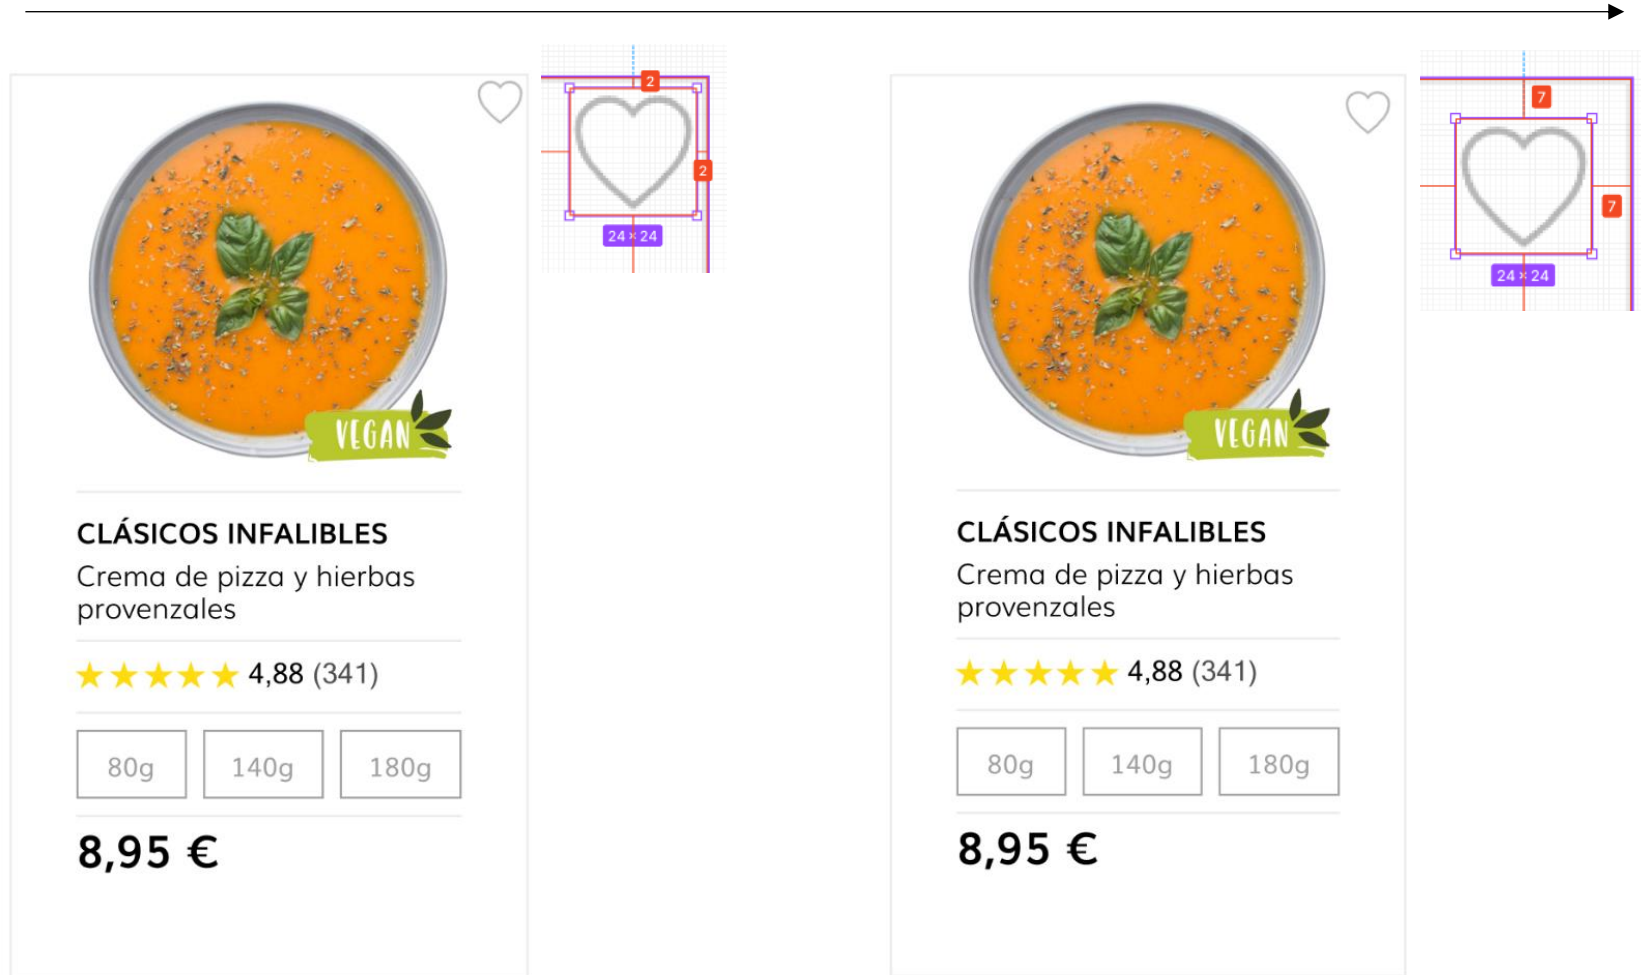 2
2
24 × 24
VEGAN
CLÁSICOS INFALIBLES
Crema de pizza y hierbas
provenzales
4,88 (341)
80g 140g 180g
8,95 €
7
7
24 × 24
VEGAN
CLÁSICOS INFALIBLES
Crema de pizza y hierbas
provenzales
4,88 (341)
80g 140g 180g
8,95 €